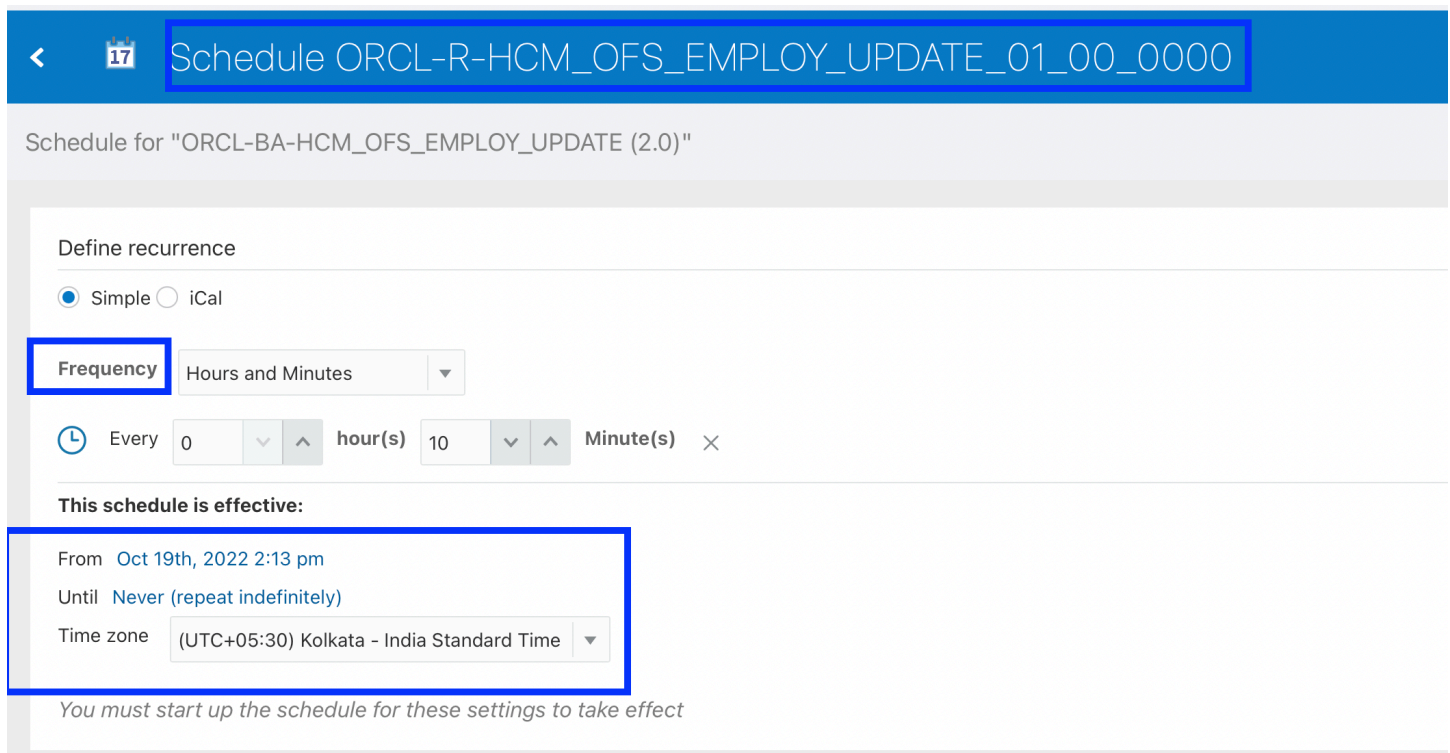 17 Schedule ORCL-R-HCM_OFS_EMPLOY_UPDATE_01_00_0000
Schedule for "ORCL-BA-HCM_OFS_EMPLOY_UPDATE (2.0)"
Define recurrence
Simple iCal
Frequency Hours and Minutes
Every 0 hour(s) 10 Minute(s)
This schedule is effective:
From Oct 19th, 2022 2:13 pm
Until Never (repeat indefinitely)
Time zone (UTC+05:30) Kolkata - India Standard Time
You must start up the schedule for these settings to take effect